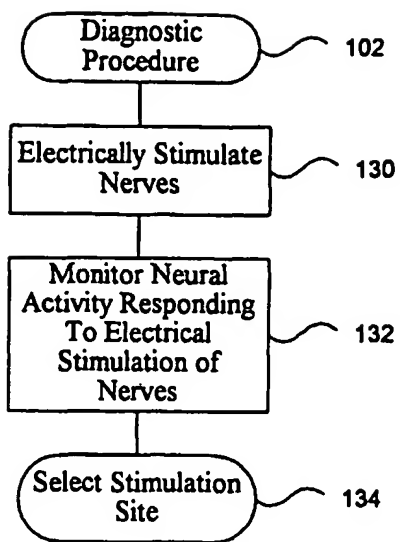 Diagnostic
Procedure
102
Electrically Stimulate
Nerves
130
Monitor Neural
Activity Responding
To Electrical
Stimulation of
Nerves
132
Select Stimulation
Site
134